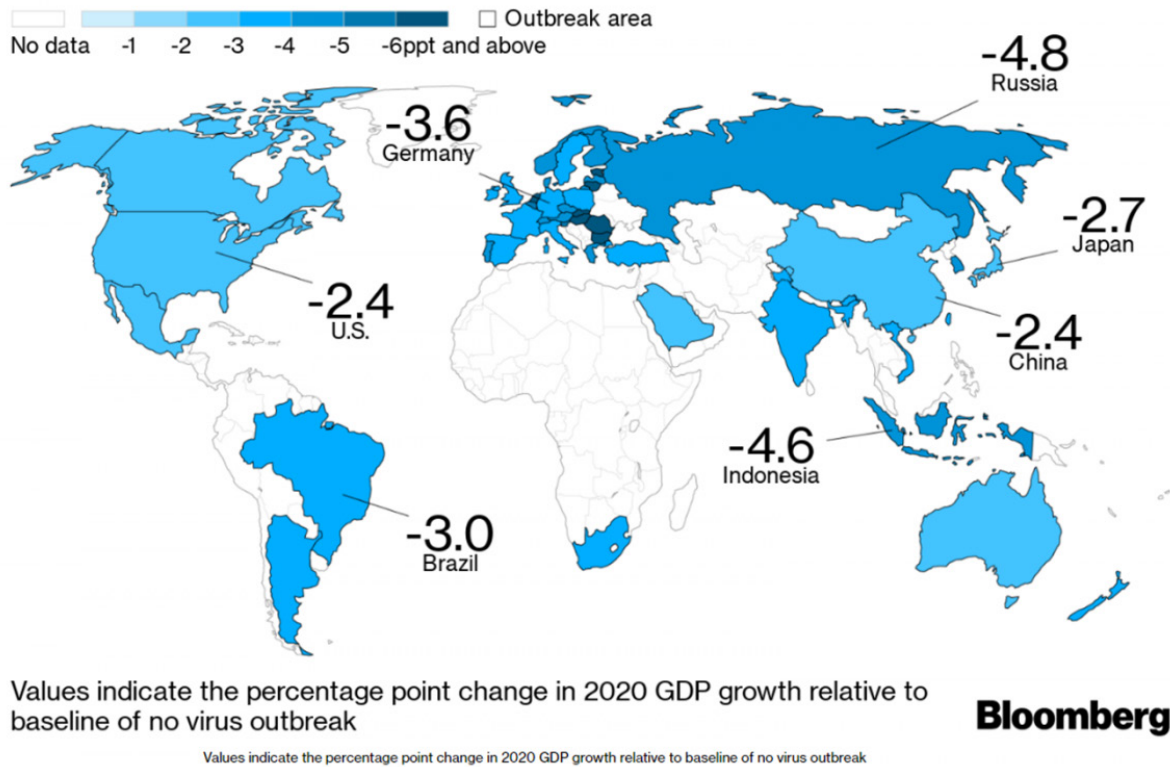 Outbreak area
No data -1 -2 -3 -4 -5 -6ppt and above
-4.8
Russia
-3.6
Germany
-2.7
Japan
-2.4
U.S.
-2.4
China
-4.6
Indonesia
-3.0
Brazil
Values indicate the percentage point change in 2020 GDP growth relative to
baseline of no virus outbreak
Bloomberg
Values indicate the percentage point change in 2020 GDP growth relative to baseline of no virus outbreak